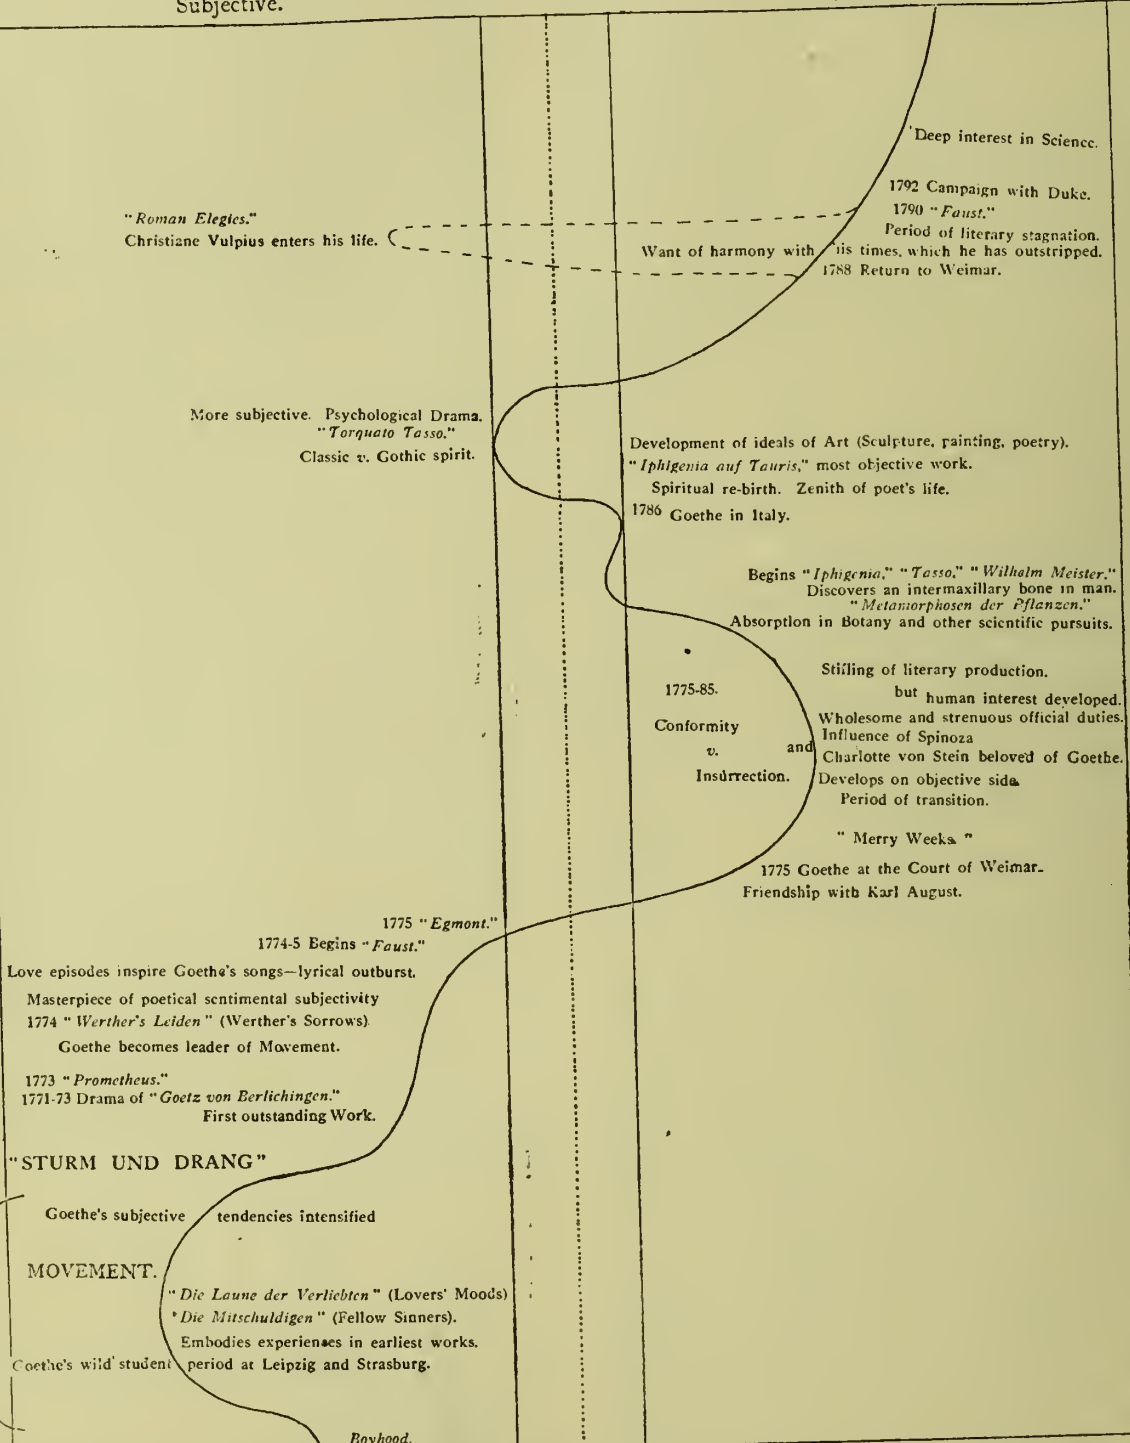 Subjective.
Deep interest in Science.
1792 Campaign with Duke.
1790 "Faust."
Period of literary stagnation.
"Roman Elegies."
Christiane Vulpius enters his life.
Want of harmony with his times, which he has outstripped.
1788 Return to Weimar.
More subjective. Psychological Drama.
"Torquato Tasso."
Classic v. Gothic spirit.
Development of ideals of Art (Sculpture, painting, poetry).
"Iphigenia auf Tauris," most objective work.
Spiritual re-birth. Zenith of poet's life.
1786 Goethe in Italy.
Begins "Iphigenia," "Tasso," "Wilhelm Meister."
Discovers an intermaxillary bone in man.
"Metamorphosen der Pflanzen."
Absorption in Botany and other scientific pursuits.
Stifling of literary production.
but human interest developed.
Wholesome and strenuous official duties.
Influence of Spinoza
and Charlotte von Stein beloved of Goethe.
Develops on objective side.
Period of transition.
1775-85.
Conformity
v.
Insurrection.
"Merry Weeks."
1775 Goethe at the Court of Weimar.
Friendship with Karl August.
1775 "Egmont."
1774-5 Begins "Faust."
Love episodes inspire Goethe's songs—lyrical outburst.
Masterpiece of poetical sentimental subjectivity
1774 "Werther's Leiden" (Werther's Sorrows).
Goethe becomes leader of Movement.
1773 "Prometheus."
1771-73 Drama of "Goetz von Berlichingen."
First outstanding Work.
"STURM UND DRANG"
Goethe's subjective tendencies intensified
MOVEMENT.
"Die Laune der Verliebten" (Lovers' Moods)
"Die Mitschuldigen" (Fellow Sinners).
Embodies experiences in earliest works.
Goethe's wild student period at Leipzig and Strasburg.
Boyhood.